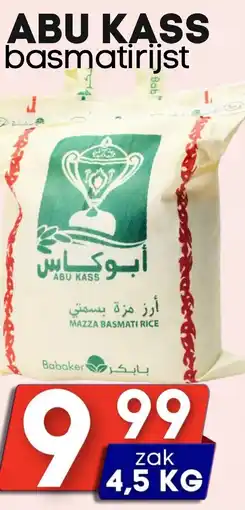 ABU KASS
basmatirijst
أبو كاس
ABU KASS
أرز مزة بسمتي
MAZZA BASMATI RICE
Babaker بابكر
9 99
zak
4,5 KG